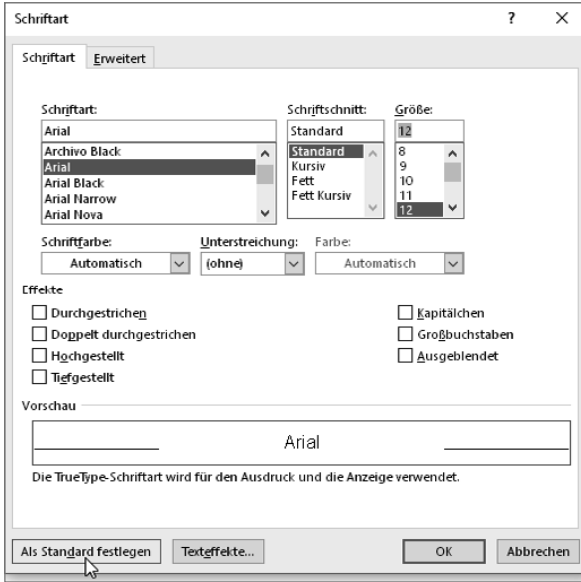 Schriftart ? ×
Schriftart Erweitert
Schriftart: Schriftschnitt: Größe:
Arial Standard 12
Archivo Black Standard 8
Arial Kursiv 9
Arial Black Fett 10
Arial Narrow Fett Kursiv 11
Arial Nova 12
Schriftfarbe: Unterstreichung: Farbe:
Automatisch (ohne) Automatisch
Effekte
Durchgestrichen Kapitälchen
Doppelt durchgestrichen Großbuchstaben
Hochgestellt Ausgeblendet
Tiefgestellt
Vorschau
Arial
Die TrueType-Schriftart wird für den Ausdruck und die Anzeige verwendet.
Als Standard festlegen Texteffekte... OK Abbrechen